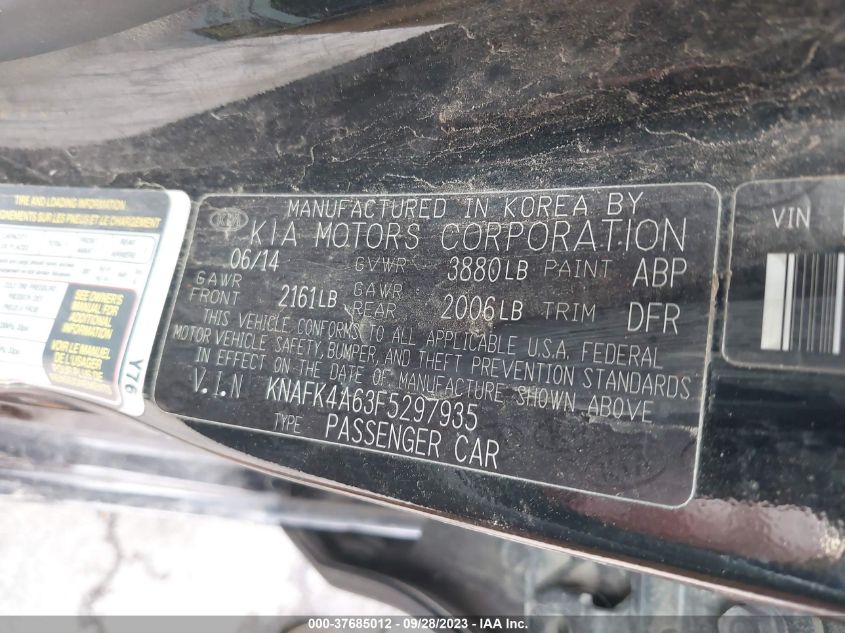 TIRE AND LOADING INFORMATION
SEE OWNER'S
MANUAL FOR
ADDITIONAL
INFORMATION
VOIR LE MANUEL
DE L'USAGER
Y76
MANUFACTURED IN KOREA BY
KIA MOTORS CORPORATION
06/14 GVWR 3880LB PAINT ABP
GAWR FRONT 2161LB GAWR REAR 2006LB TRIM DFR
THIS VEHICLE CONFORMS TO ALL APPLICABLE U.S.A. FEDERAL
MOTOR VEHICLE SAFETY, BUMPER, AND THEFT PREVENTION STANDARDS
IN EFFECT ON THE DATE OF MANUFACTURE SHOWN ABOVE
V.I.N KNAFK4A63F5297935
TYPE PASSENGER CAR
VIN
000-37685012 - 09/28/2023 - IAA Inc.